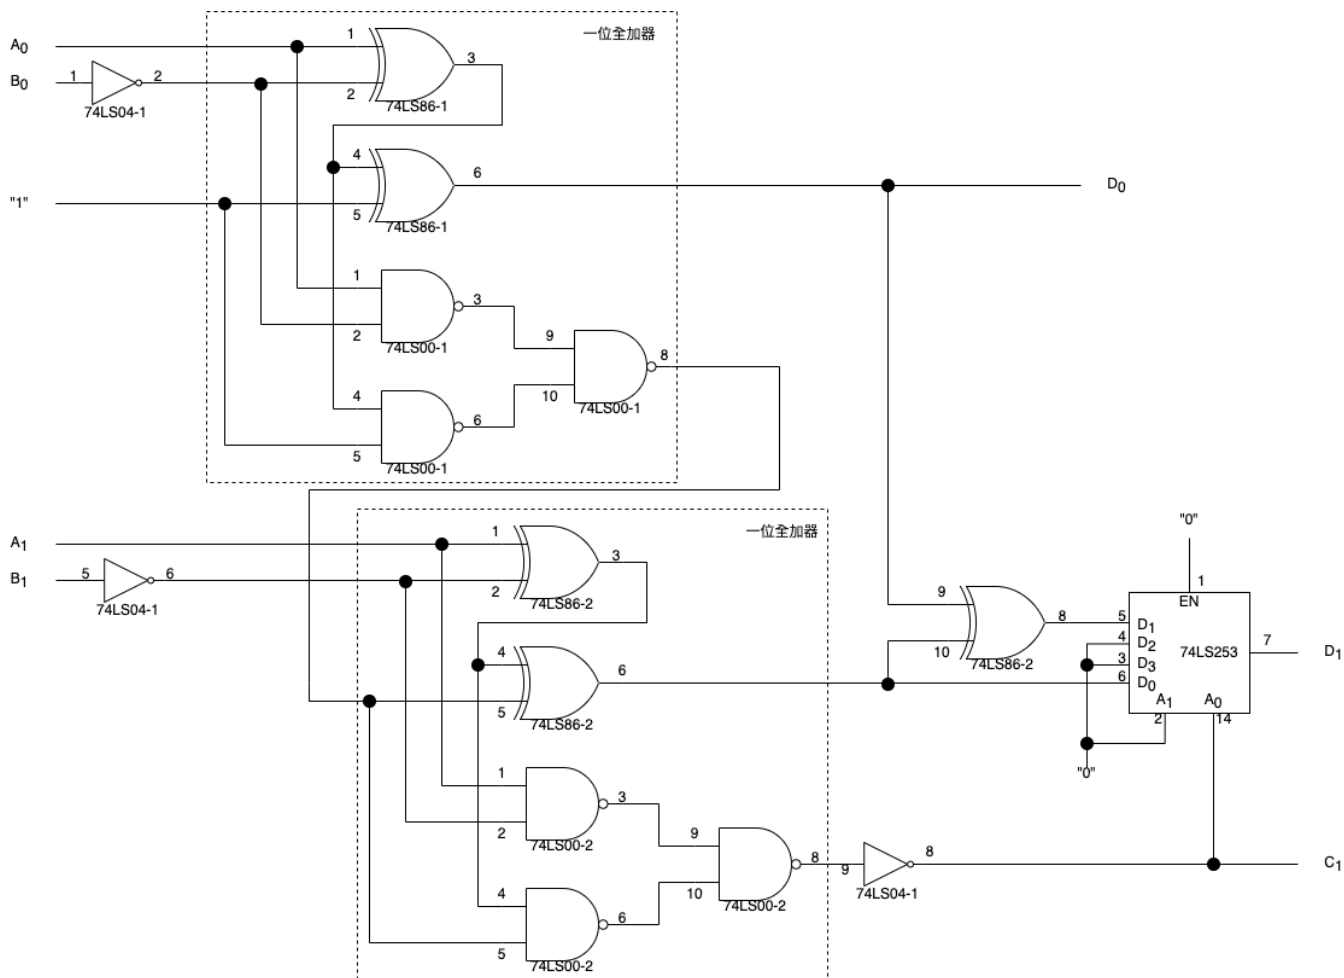 一位全加器
A0
1
3
B0
1
2
2
74LS86-1
74LS04-1
4
6
D0
"1"
5
74LS86-1
1
3
2
9
74LS00-1
8
4
10
6
74LS00-1
5
74LS00-1
一位全加器
"0"
A1
1
3
B1
5
6
2
74LS86-2
74LS04-1
1
EN
9
8
5
D1
4
D2
10
74LS86-2
3
D3
74LS253
7
D1
4
6
6
D0
5
74LS86-2
A1
A0
2
14
"0"
1
3
2
9
74LS00-2
8
9
8
C1
4
10
74LS04-1
6
74LS00-2
5
74LS00-2